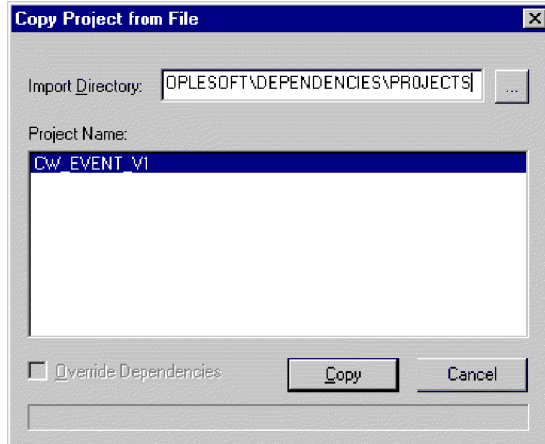 Copy Project from File
Import Directory: OPLESOFT\DEPENDENCIES\PROJECTS ...
Project Name:
CW_EVENT_V1
Override Dependencies Copy Cancel